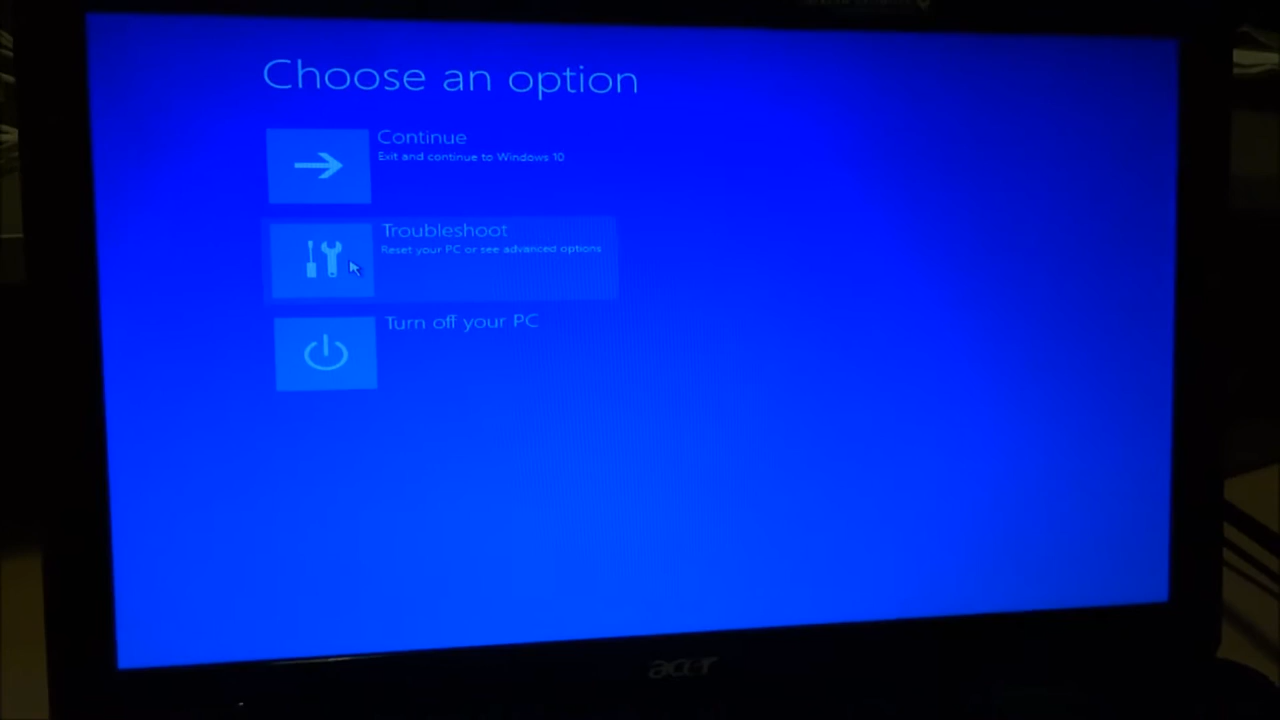 Choose an option
Continue
Exit and continue to Windows 10
Troubleshoot
Reset your PC or see advanced options
Turn off your PC
acer